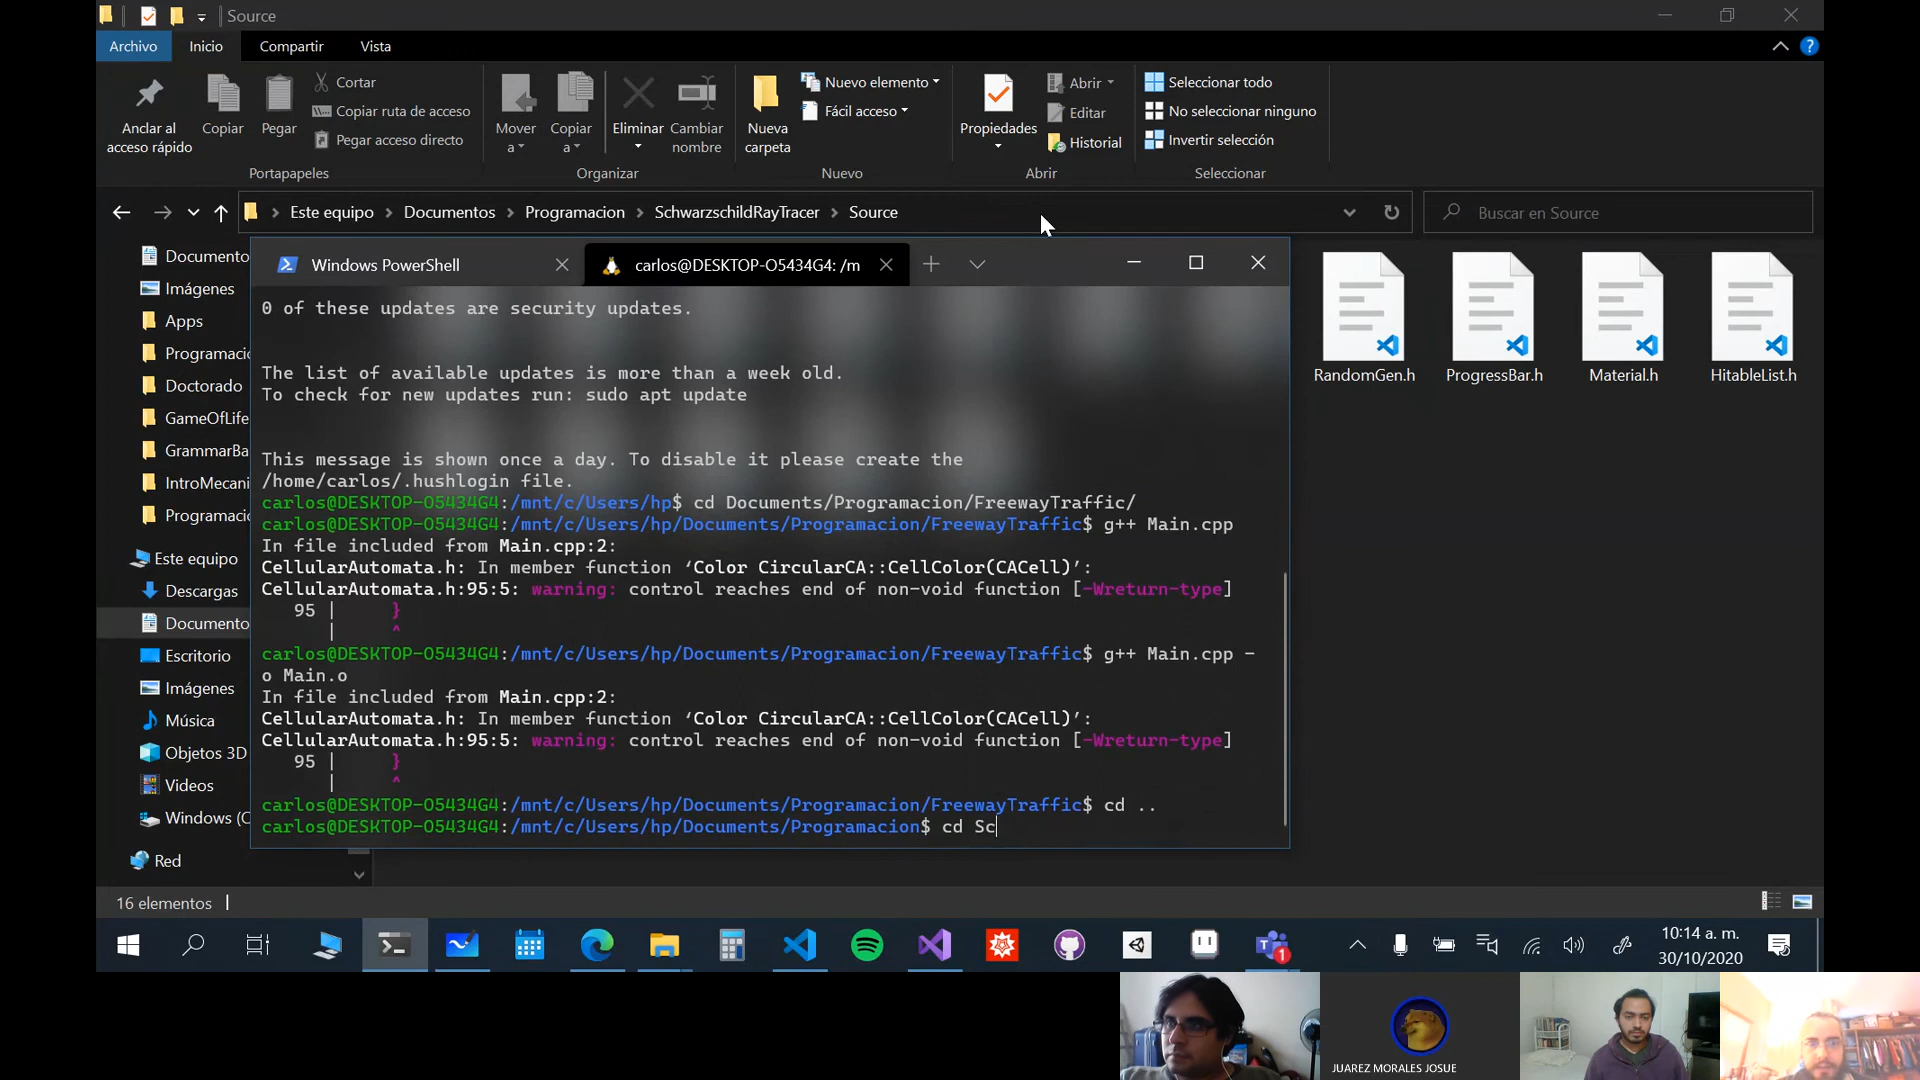 Source
Archivo
Inicio
Compartir
Vista
Anclar al
acceso rápido
Copiar
Pegar
Cortar
Copiar ruta de acceso
Pegar acceso directo
Portapapeles
Mover
a
Copiar
a
Eliminar
Cambiar
nombre
Organizar
Nueva
carpeta
Nuevo elemento
Fácil acceso
Nuevo
Propiedades
Abrir
Editar
Historial
Abrir
Seleccionar todo
No seleccionar ninguno
Invertir selección
Seleccionar
Este equipo > Documentos > Programacion > SchwarzschildRayTracer > Source
Buscar en Source
Documento
Imágenes
Apps
Programacio
Doctorado
GameOfLife
GrammarBa
IntroMecani
Programacio
Este equipo
Descargas
Documento
Escritorio
Imágenes
Música
Objetos 3D
Videos
Windows (C
Red
RandomGen.h
ProgressBar.h
Material.h
HitableList.h
Windows PowerShell
carlos@DESKTOP-O5434G4: /m
0 of these updates are security updates.
The list of available updates is more than a week old.
To check for new updates run: sudo apt update
This message is shown once a day. To disable it please create the
/home/carlos/.hushlogin file.
carlos@DESKTOP-O5434G4:/mnt/c/Users/hp$ cd Documents/Programacion/FreewayTraffic/
carlos@DESKTOP-O5434G4:/mnt/c/Users/hp/Documents/Programacion/FreewayTraffic$ g++ Main.cpp
In file included from Main.cpp:2:
CellularAutomata.h: In member function ‘Color CircularCA::CellColor(CACell)’:
CellularAutomata.h:95:5: warning: control reaches end of non-void function [-Wreturn-type]
95 | }
| ^
carlos@DESKTOP-O5434G4:/mnt/c/Users/hp/Documents/Programacion/FreewayTraffic$ g++ Main.cpp -
o Main.o
In file included from Main.cpp:2:
CellularAutomata.h: In member function ‘Color CircularCA::CellColor(CACell)’:
CellularAutomata.h:95:5: warning: control reaches end of non-void function [-Wreturn-type]
95 | }
| ^
carlos@DESKTOP-O5434G4:/mnt/c/Users/hp/Documents/Programacion/FreewayTraffic$ cd ..
carlos@DESKTOP-O5434G4:/mnt/c/Users/hp/Documents/Programacion$ cd Sc
16 elementos
1
10:14 a. m.
30/10/2020
JUAREZ MORALES JOSUE